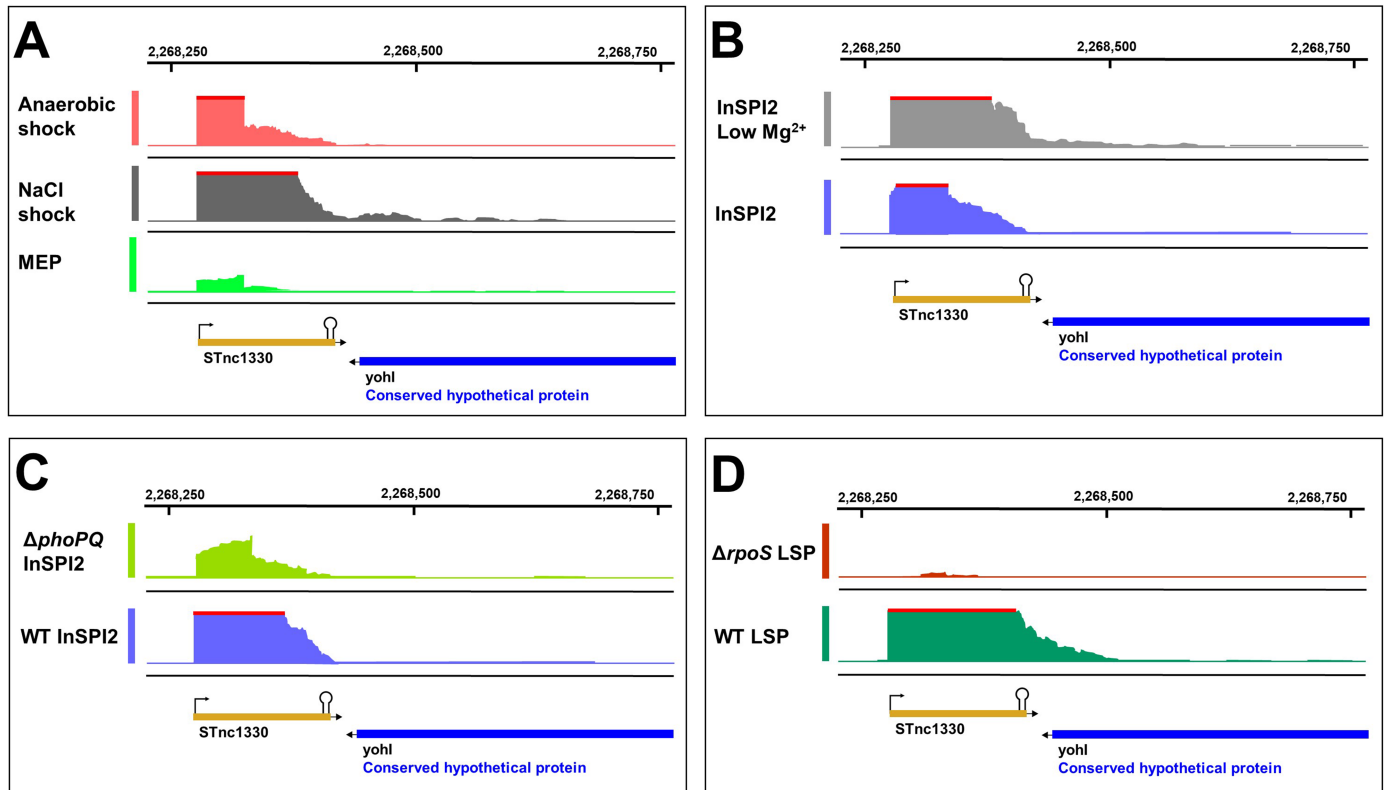 A
2,268,250 2,268,500 2,268,750
Anaerobic
shock
NaCl
shock
MEP
STnc1330
yohI
Conserved hypothetical protein
B
2,268,250 2,268,500 2,268,750
InSPI2
Low Mg²⁺
InSPI2
STnc1330
yohI
Conserved hypothetical protein
C
2,268,250 2,268,500 2,268,750
ΔphoPQ
InSPI2
WT InSPI2
STnc1330
yohI
Conserved hypothetical protein
D
2,268,250 2,268,500 2,268,750
ΔrpoS LSP
WT LSP
STnc1330
yohI
Conserved hypothetical protein